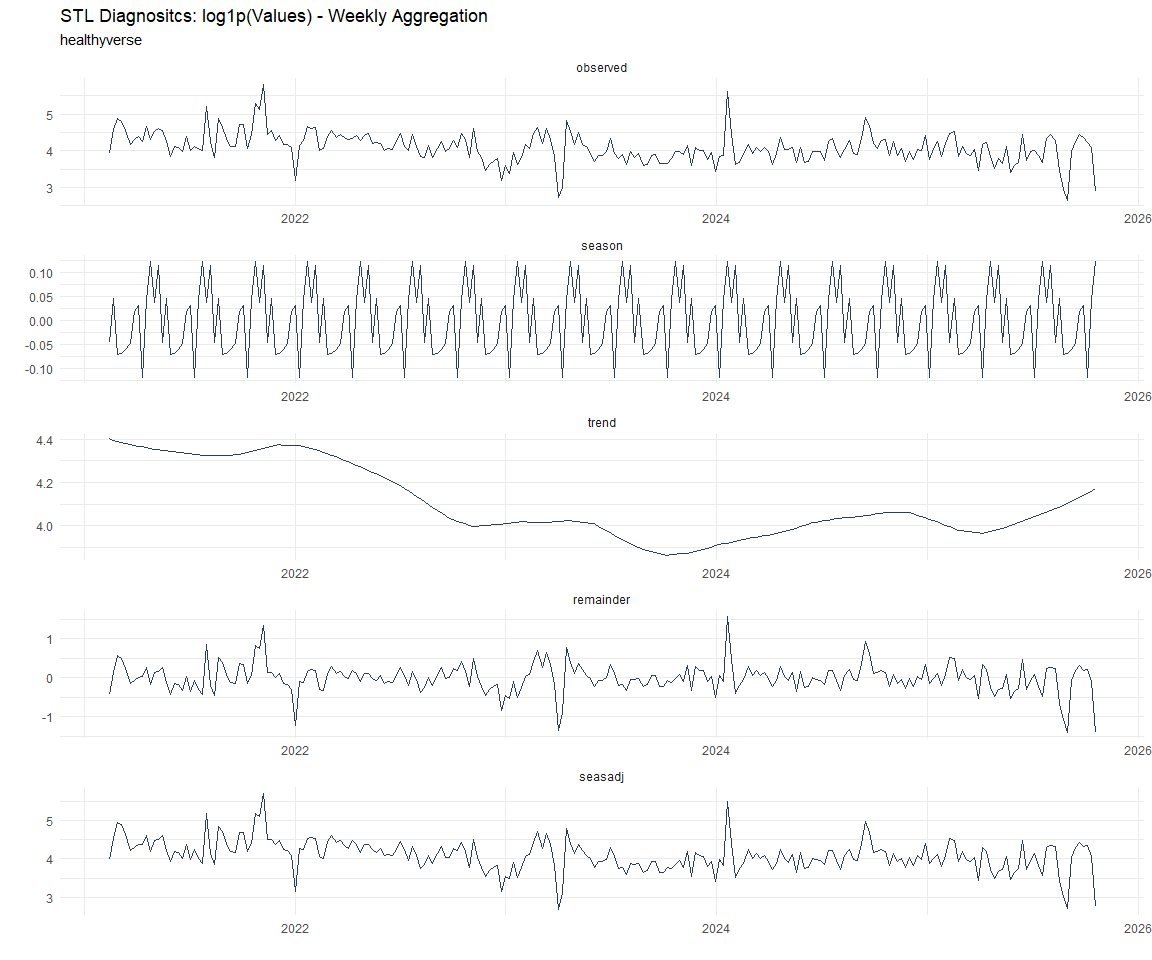 STL Diagnositcs: log1p(Values) - Weekly Aggregation
healthyverse
observed
5
4
3
2022 2024 2026
season
0.10
0.05
0.00
-0.05
-0.10
2022 2024 2026
trend
4.4
4.2
4.0
2022 2024 2026
remainder
1
0
-1
2022 2024 2026
seasadj
5
4
3
2022 2024 2026